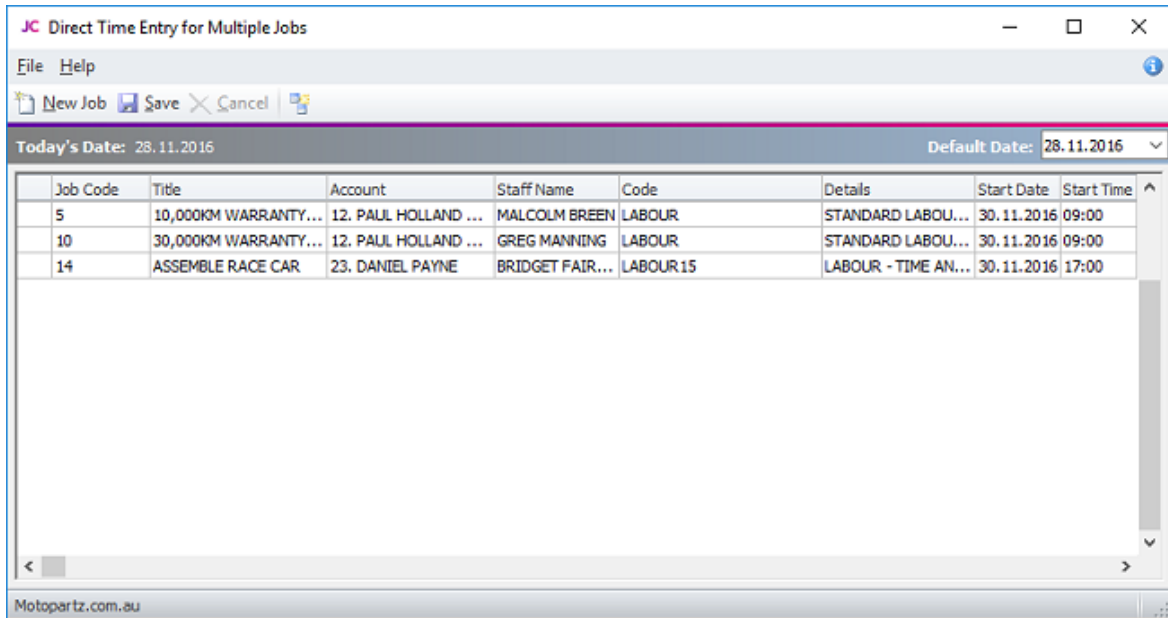 JC Direct Time Entry for Multiple Jobs
File Help
New Job Save Cancel
Today's Date: 28.11.2016 Default Date: 28.11.2016
Job Code Title Account Staff Name Code Details Start Date Start Time
5 10,000KM WARRANTY... 12. PAUL HOLLAND ... MALCOLM BREEN LABOUR STANDARD LABOU... 30.11.2016 09:00
10 30,000KM WARRANTY... 12. PAUL HOLLAND ... GREG MANNING LABOUR STANDARD LABOU... 30.11.2016 09:00
14 ASSEMBLE RACE CAR 23. DANIEL PAYNE BRIDGET FAIR... LABOUR15 LABOUR - TIME AN... 30.11.2016 17:00
Motopartz.com.au